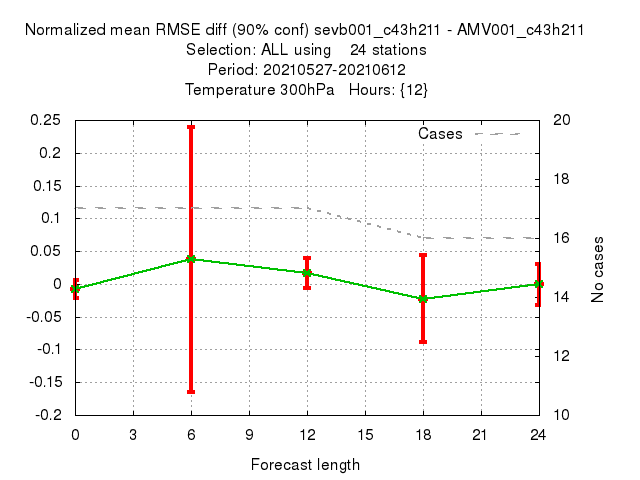 Normalized mean RMSE diff (90% conf) sevb001_c43h211 - AMV001_c43h211
Selection: ALL using    24 stations
Period: 20210527-20210612
Temperature 300hPa   Hours: {12}
Cases
0.25
0.2
0.15
0.1
0.05
0
-0.05
-0.1
-0.15
-0.2
20
18
16
14
12
10
No cases
0 3 6 9 12 15 18 21 24
Forecast length